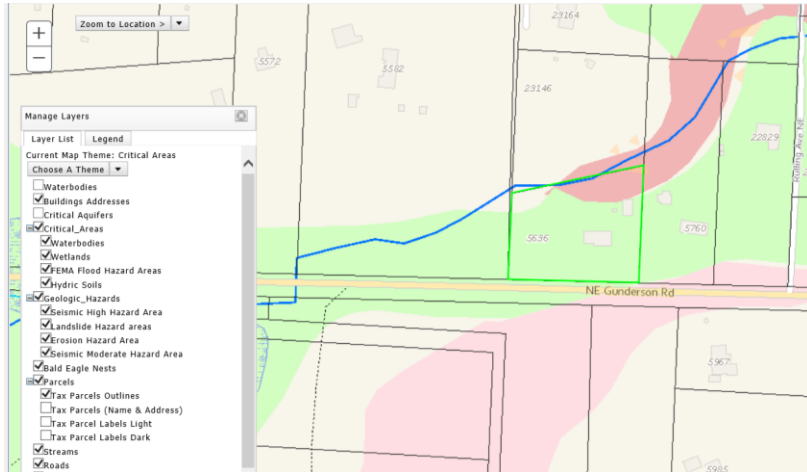 Zoom to Location >
+
−
23164
5572
5582
23146
22829
Rolling Ave NE
Manage Layers
Layer List
Legend
Current Map Theme: Critical Areas
Choose A Theme
Waterbodies
Buildings Addresses
Critical Aquifers
Critical_Areas
Waterbodies
Wetlands
FEMA Flood Hazard Areas
Hydric Soils
Geologic_Hazards
Seismic High Hazard Area
Landslide Hazard areas
Erosion Hazard Area
Seismic Moderate Hazard Area
Bald Eagle Nests
Parcels
Tax Parcels Outlines
Tax Parcels (Name & Address)
Tax Parcel Labels Light
Tax Parcel Labels Dark
Streams
Roads
5636
5760
NE Gunderson Rd
5967
5985